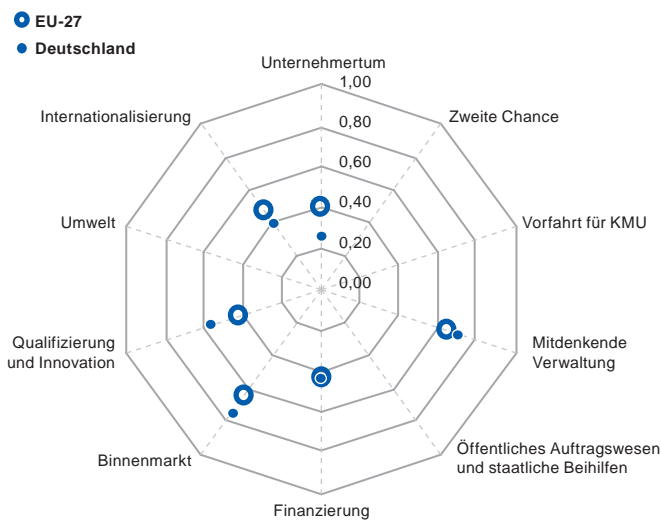 EU-27
Deutschland
Unternehmertum
1,00
Internationalisierung
Zweite Chance
0,80
0,60
0,40
Umwelt
Vorfahrt für KMU
0,20
0,00
Qualifizierung
und Innovation
Mitdenkende
Verwaltung
Binnenmarkt
Öffentliches Auftragswesen
und staatliche Beihilfen
Finanzierung